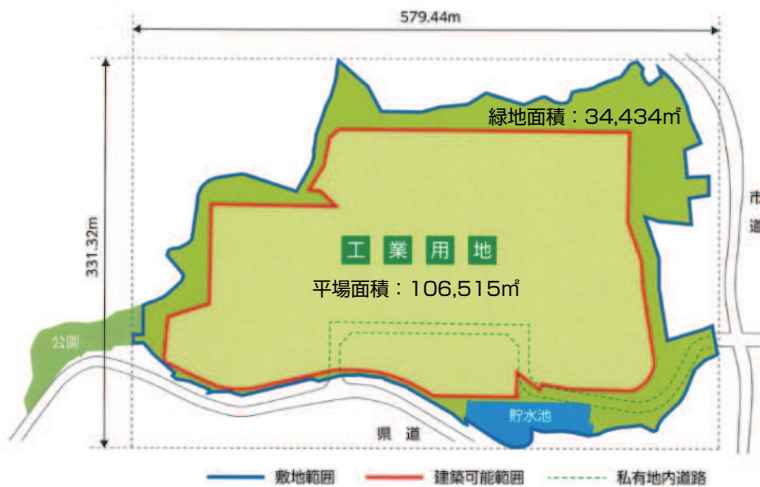 579.44m
緑地面積：34,434㎡
市道
331.32m
工業用地
平場面積：106,515㎡
公園
貯水池
県 道
敷地範囲
建築可能範囲
私有地内道路